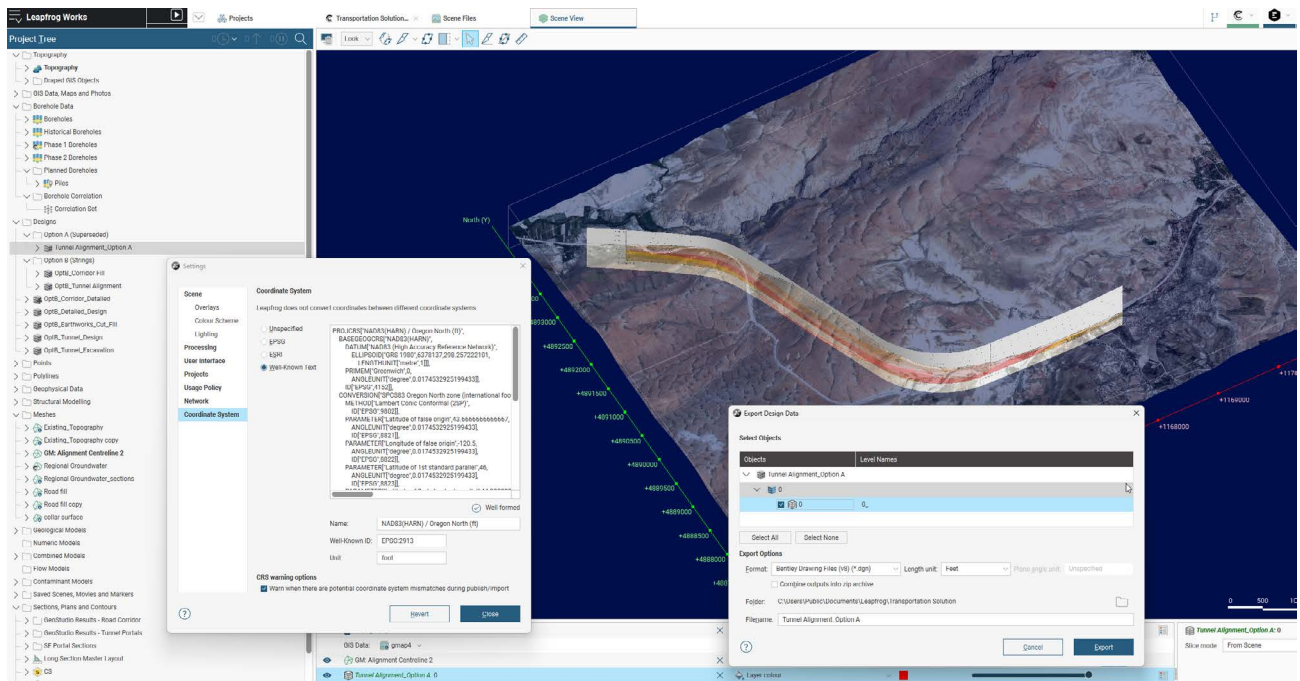 Leapfrog Works
Projects
Transportation Solution...
Scene Files
Scene View
Project Tree
Look
Topography
Topography
Draped GIS Objects
GIS Data, Maps and Photos
Borehole Data
Boreholes
Historical Boreholes
Phase 1 Boreholes
Phase 2 Boreholes
Planned Boreholes
Piles
Borehole Correlation
Correlation Set
Designs
Option A (Superseded)
Tunnel Alignment_Option A
Option B (Strings)
OptB_Corridor Fill
OptB_Tunnel Alignment
OptB_Corridor_Detailed
OptB_Detailed_Design
OptB_Earthworks_Cut_Fill
OptB_Tunnel_Design
OptB_Tunnel_Excavation
Points
Polylines
Geophysical Data
Structural Modelling
Meshes
Existing_Topography
Existing_Topography copy
GM: Alignment Centreline 2
Regional Groundwater
Regional Groundwater_sections
Road fill
Road fill copy
collar surface
Geological Models
Numeric Models
Combined Models
Flow Models
Contaminant Models
Saved Scenes, Movies and Markers
Sections, Plans and Contours
GeoStudio Results - Road Corridor
GeoStudio Results - Tunnel Portals
SE Portal Sections
Long Section Master Layout
CS
North (Y)
+4892500
+4892000
+4891500
+4891000
+4890500
+4890000
+4889500
+4889000
+4888500
+4888000
+1169000
+1168000
0 500
Settings
Scene
Overlays
Colour Scheme
Lighting
Processing
User Interface
Projects
Usage Policy
Network
Coordinate System
Coordinate System
Leapfrog does not convert coordinates between different coordinate systems
Unspecified
EPSG
ESRI
Well-Known Text
PROJCRS["NAD83(HARN) / Oregon North (ft)",
BASEGEOGCRS["NAD83(HARN)",
DATUM["NAD83 (High Accuracy Reference Network)",
ELLIPSOID["GRS 1980",6378137,298.257222101,
LENGTHUNIT["metre",1]]],
PRIMEM["Greenwich",0,
ANGLEUNIT["degree",0.0174532925199433]],
ID["EPSG",4152]],
CONVERSION["SPCS83 Oregon North zone (international foo
METHOD["Lambert Conic Conformal (2SP)",
ID["EPSG",9802]],
PARAMETER["Latitude of false origin",43.6666666666667,
ANGLEUNIT["degree",0.0174532925199433],
ID["EPSG",8821]],
PARAMETER["Longitude of false origin",-120.5,
ANGLEUNIT["degree",0.0174532925199433],
ID["EPSG",8822]],
PARAMETER["Latitude of 1st standard parallel",46,
ANGLEUNIT["degree",0.0174532925199433],
ID["EPSG",8823]],
Well formed
Name: NAD83(HARN) / Oregon North (ft)
Well-Known ID: EPSG:2913
Unit foot
CRS warning options
Warn when there are potential coordinate system mismatches during publish/import
Revert
Close
Export Design Data
Select Objects
Objects Level Names
Tunnel Alignment_Option A
0
0 0_
Select All Select None
Export Options
Format: Bentley Drawing Files (V8) (*.dgn) Length unit: Feet Plane angle unit: Unspecified
Combine outputs into zip archive
Folder: C:\Users\Public\Documents\Leapfrog\Transportation Solution
Filename: Tunnel Alignment_Option A
Cancel
Export
GIS Data: gmap4
GM: Alignment Centreline 2
Tunnel Alignment_Option A: 0
Layer colour
Tunnel Alignment_Option A: 0
Slice mode From Scene